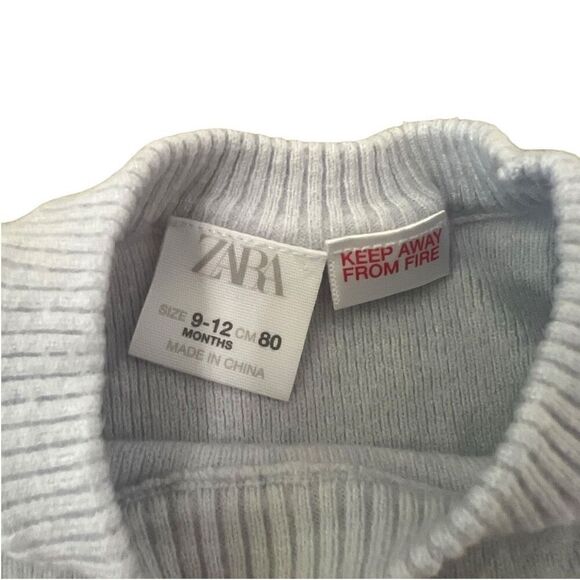 ZARA
SIZE 9-12 CM 80
MONTHS
MADE IN CHINA
KEEP AWAY
FROM FIRE